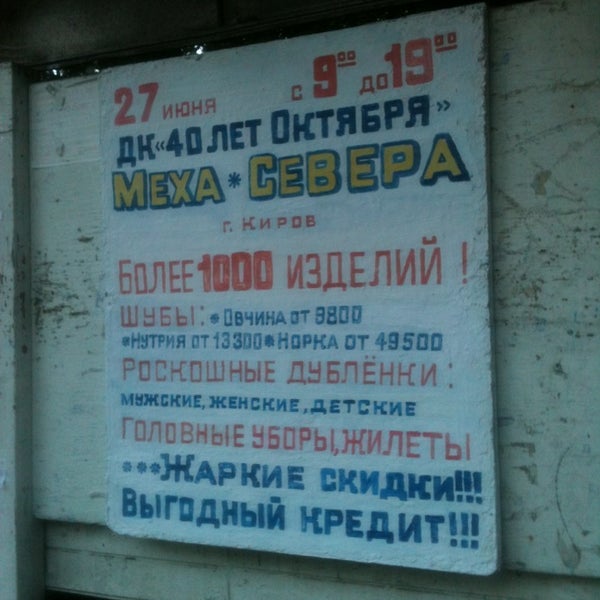 27 июня с 9⁰⁰ до 19⁰⁰
ДК «40 лет Октября»
Меха * Севера
г. Киров
Более 1000 изделий!
Шубы: *Овчина от 9800
*Нутрия от 13300 *Норка от 49500
Роскошные дублёнки:
мужские, женские, детские
Головные уборы, жилеты
***Жаркие скидки!!!
Выгодный кредит!!!